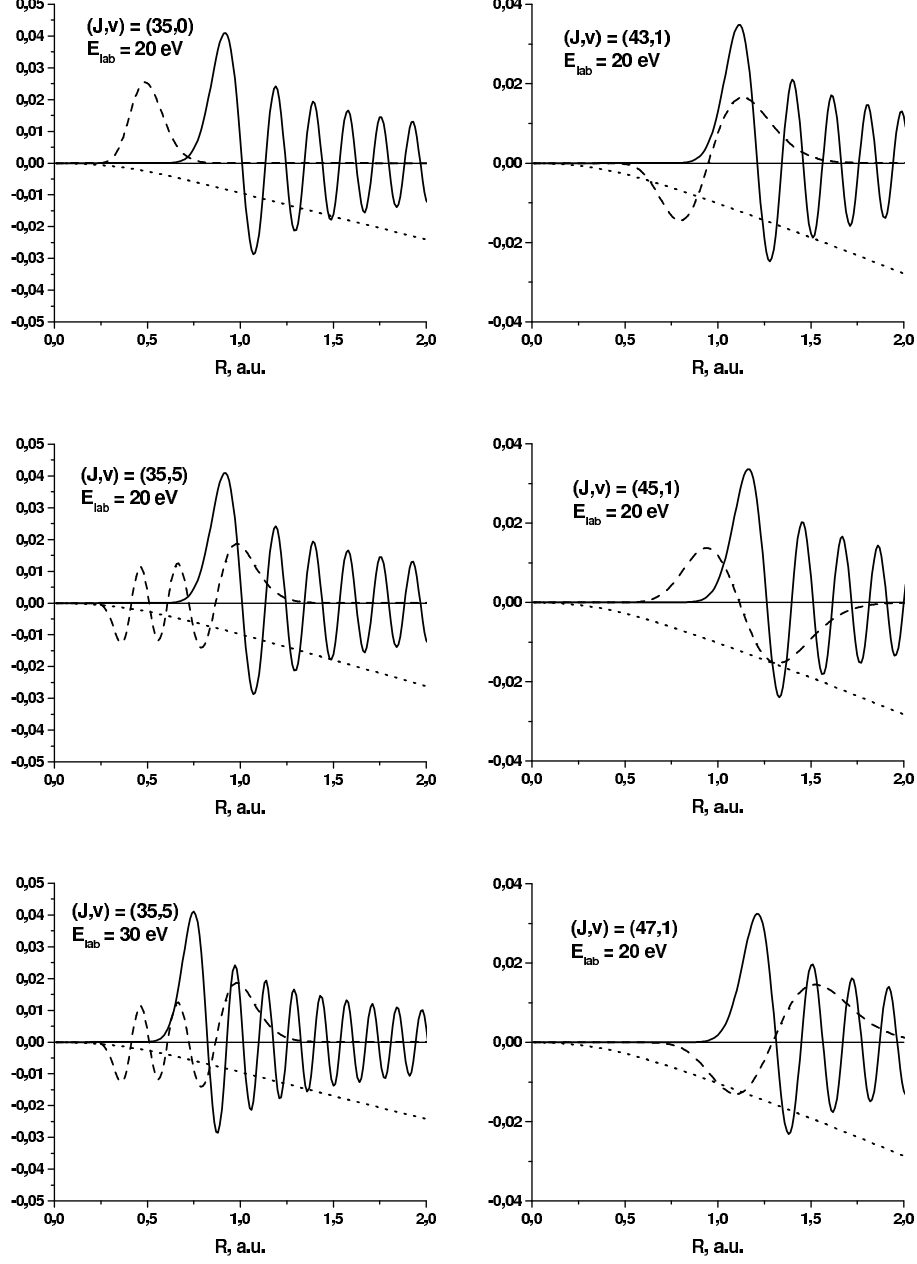 0,05
0,04
0,03
0,02
0,01
0,00
-0,01
-0,02
-0,03
-0,04
-0,05
(J,v) = (35,0)
E_lab = 20 eV
0,0 0,5 1,0 1,5 2,0
R, a.u.
0,04
0,02
0,00
-0,02
-0,04
(J,v) = (43,1)
E_lab = 20 eV
0,0 0,5 1,0 1,5 2,0
R, a.u.
0,05
0,04
0,03
0,02
0,01
0,00
-0,01
-0,02
-0,03
-0,04
-0,05
(J,v) = (35,5)
E_lab = 20 eV
0,0 0,5 1,0 1,5 2,0
R, a.u.
0,04
0,02
0,00
-0,02
-0,04
(J,v) = (45,1)
E_lab = 20 eV
0,0 0,5 1,0 1,5 2,0
R, a.u.
0,05
0,04
0,03
0,02
0,01
0,00
-0,01
-0,02
-0,03
-0,04
-0,05
(J,v) = (35,5)
E_lab = 30 eV
0,0 0,5 1,0 1,5 2,0
R, a.u.
0,04
0,02
0,00
-0,02
-0,04
(J,v) = (47,1)
E_lab = 20 eV
0,0 0,5 1,0 1,5 2,0
R, a.u.